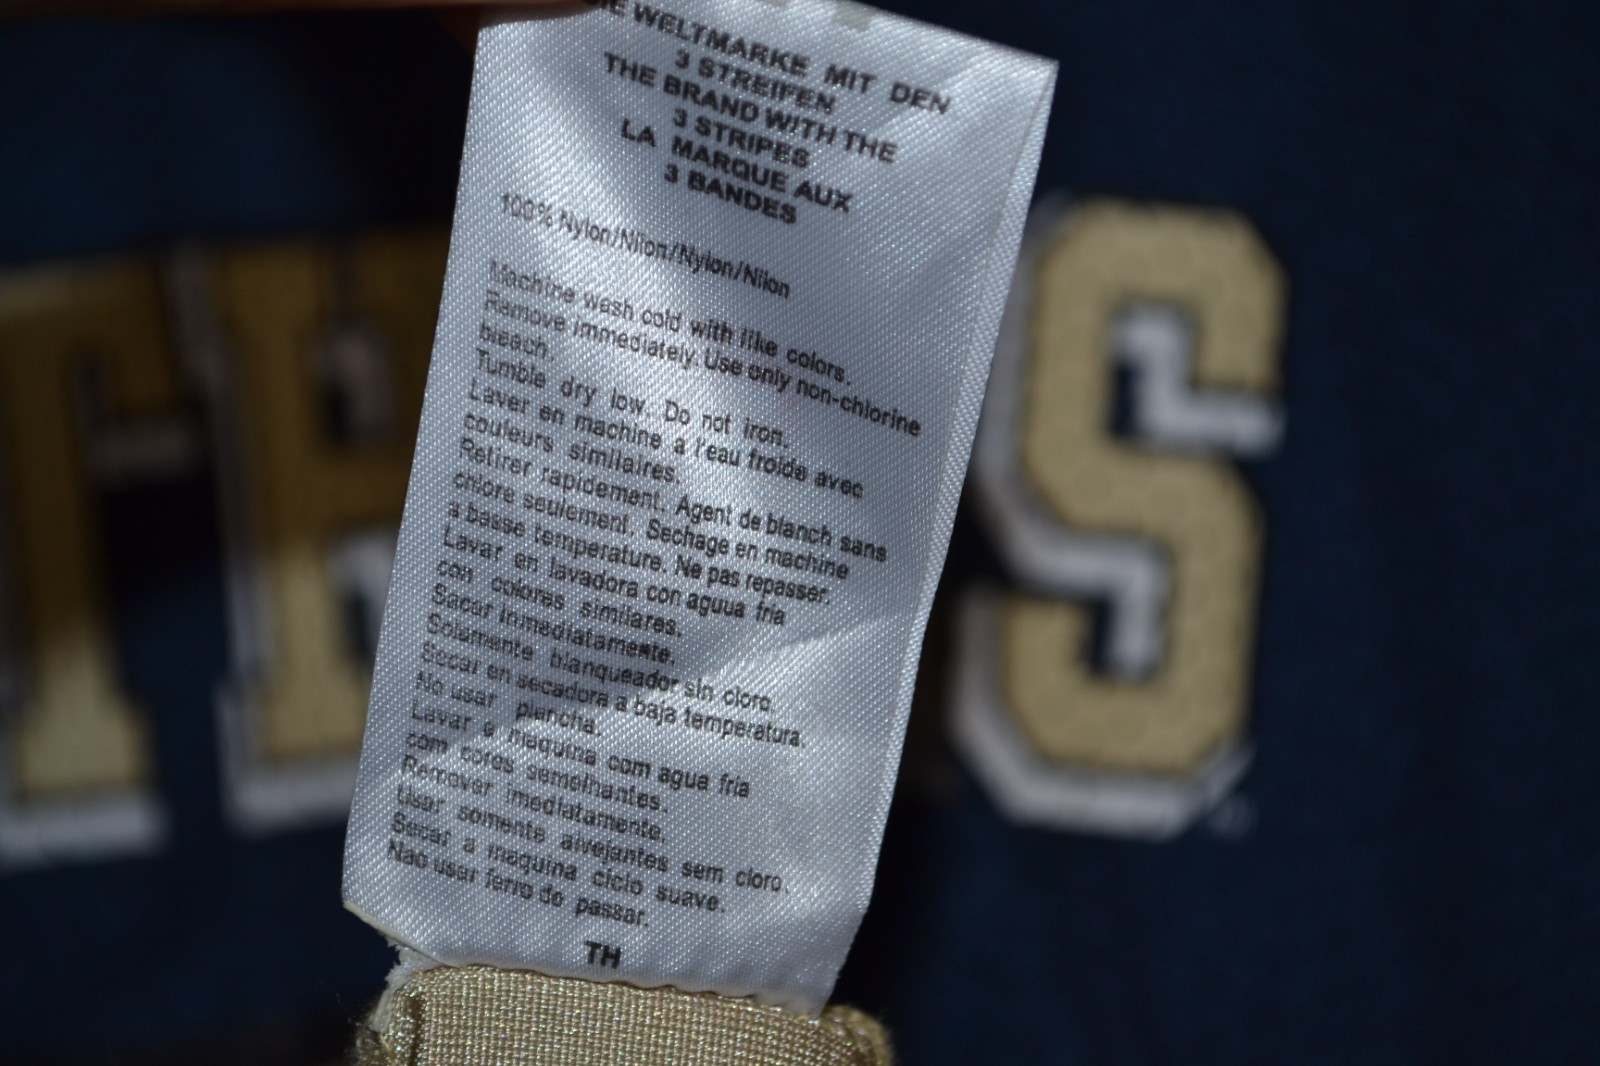 DIE WELTMARKE MIT DEN
3 STREIFEN
THE BRAND WITH THE
3 STRIPES
LA MARQUE AUX
3 BANDES
100% Nylon/Nilon/Nylon/Nilon
Machine wash cold with like colors.
Remove immediately. Use only non-chlorine
bleach.
Tumble dry low. Do not iron.
Laver en machine a l'eau froide avec
couleurs similaires.
Retirer rapidement. Agent de blanch sans
chlore seulement. Sechage en machine
a basse temperature. Ne pas repasser.
Lavar en lavadora con aguua fria
con colores similares.
Sacar inmediatamente.
Solamente blanqueador sin cloro.
Secar en secadora a baja temperatura.
No usar plancha.
Lavar a maquina com agua fria
com cores semelhantes.
Remover imediatamente.
Usar somente alvejantes sem cloro.
Secar a maquina ciclo suave.
Nao usar ferro de passar.
TH
S